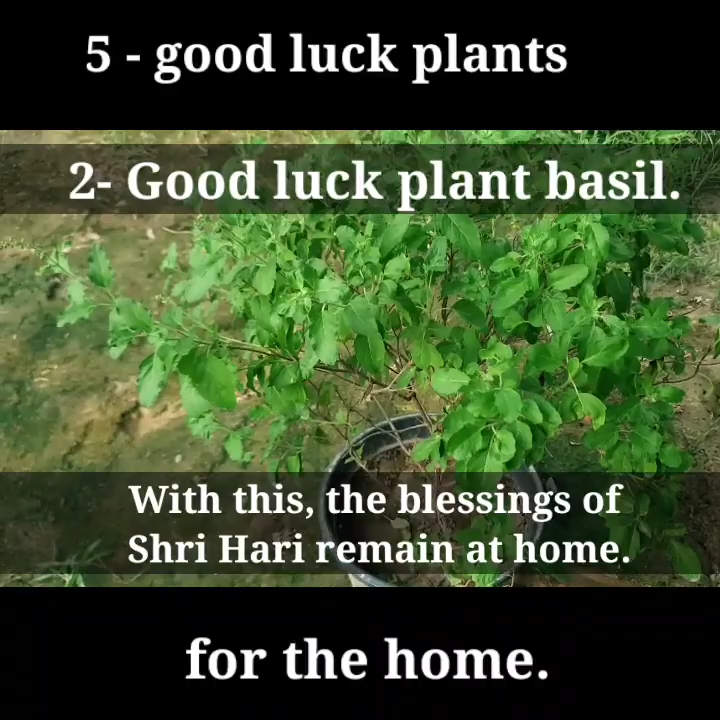 5 - good luck plants
2- Good luck plant basil.
With this, the blessings of
Shri Hari remain at home.
for the home.